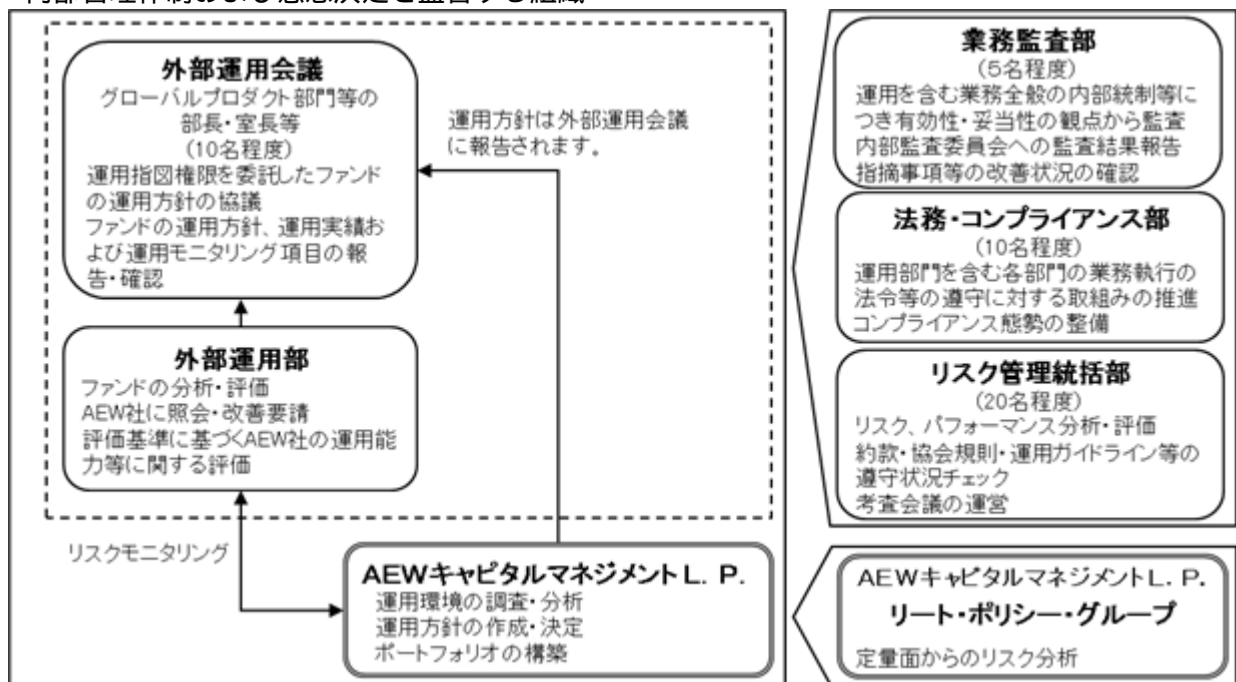 内部管理体制および意思決定を監督する組織
外部運用会議
グローバルプロダクト部門等の
部長・室長等
(10名程度)
運用指図権限を委託したファンド
の運用方針の協議
ファンドの運用方針、運用実績お
よび運用モニタリング項目の報
告・確認
運用方針は外部運用会議
に報告されます。
外部運用部
ファンドの分析・評価
AEW社に照会・改善要請
評価基準に基づくAEW社の運用能
力等に関する評価
リスクモニタリング
AEWキャピタルマネジメントL. P.
運用環境の調査・分析
運用方針の作成・決定
ポートフォリオの構築
業務監査部
(5名程度)
運用を含む業務全般の内部統制等に
つき有効性・妥当性の観点から監査
内部監査委員会への監査結果報告
指摘事項等の改善状況の確認
法務・コンプライアンス部
(10名程度)
運用部門を含む各部門の業務執行の
法令等の遵守に対する取組みの推進
コンプライアンス態勢の整備
リスク管理統括部
(20名程度)
リスク、パフォーマンス分析・評価
約款・協会規則・運用ガイドライン等の
遵守状況チェック
考査会議の運営
AEWキャピタルマネジメントL. P.
リート・ポリシー・グループ
定量面からのリスク分析